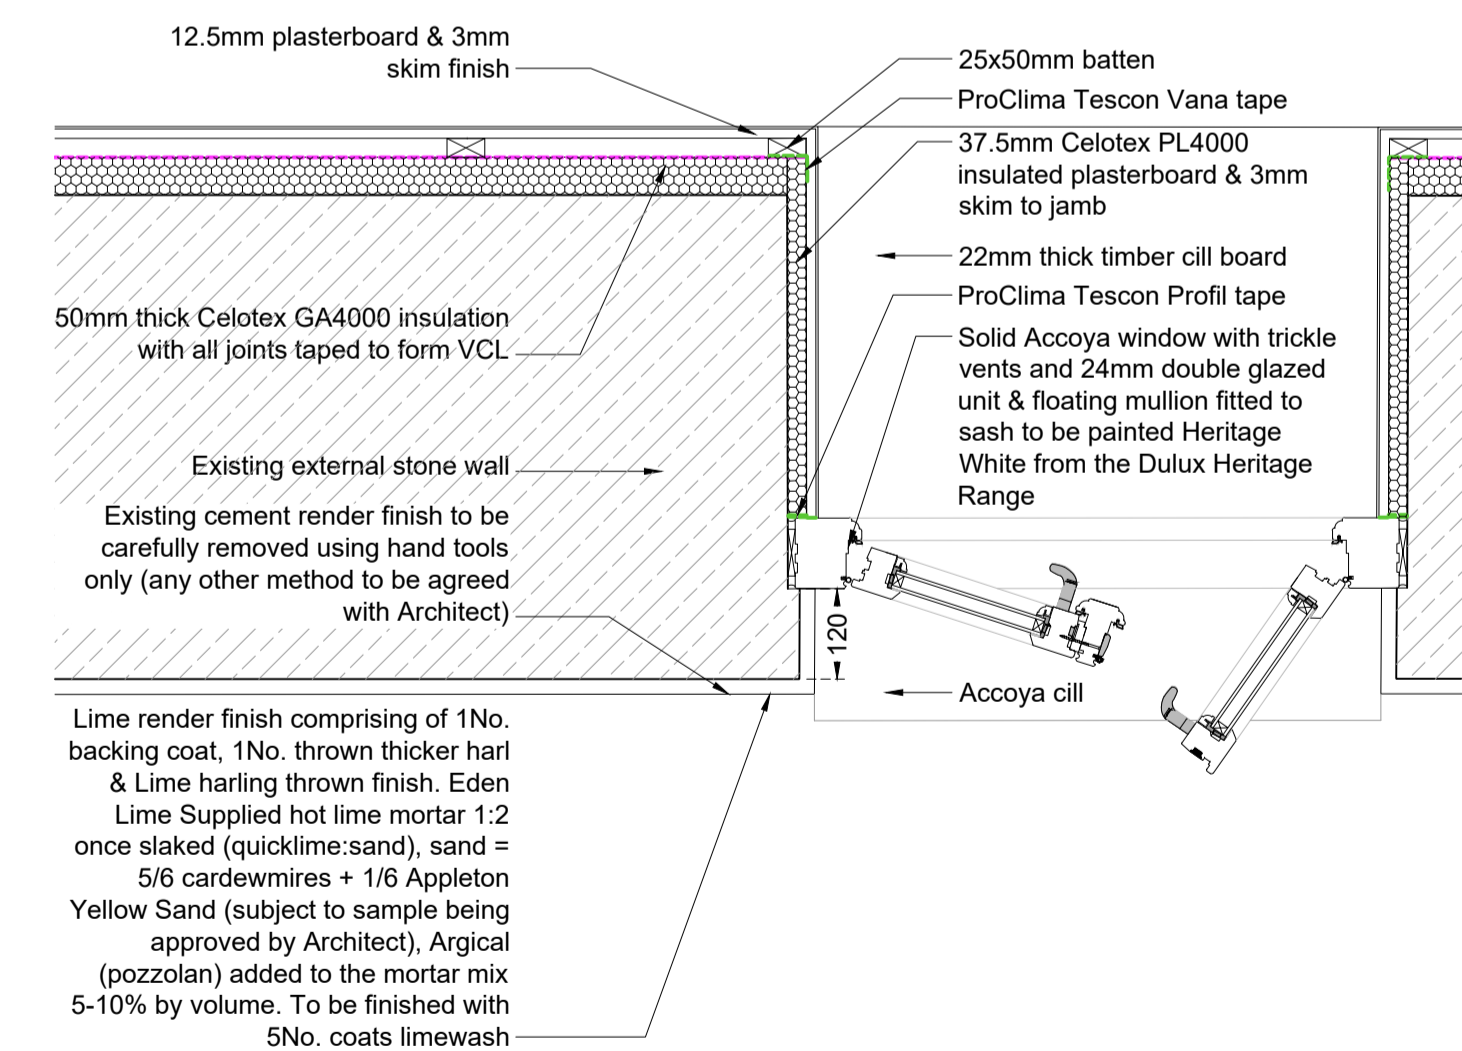 12.5mm plasterboard & 3mm
skim finish
50mm thick Celotex GA4000 insulation
with all joints taped to form VCL
Existing external stone wall
Existing cement render finish to be
carefully removed using hand tools
only (any other method to be agreed
with Architect)
Lime render finish comprising of 1No.
backing coat, 1No. thrown thicker harl
& Lime harling thrown finish. Eden
Lime Supplied hot lime mortar 1:2
once slaked (quicklime:sand), sand =
5/6 cardewmires + 1/6 Appleton
Yellow Sand (subject to sample being
approved by Architect), Argical
(pozzolan) added to the mortar mix
5-10% by volume. To be finished with
5No. coats limewash
25x50mm batten
ProClima Tescon Vana tape
37.5mm Celotex PL4000
insulated plasterboard & 3mm
skim to jamb
22mm thick timber cill board
ProClima Tescon Profil tape
Solid Accoya window with trickle
vents and 24mm double glazed
unit & floating mullion fitted to
sash to be painted Heritage
White from the Dulux Heritage
Range
120
Accoya cill